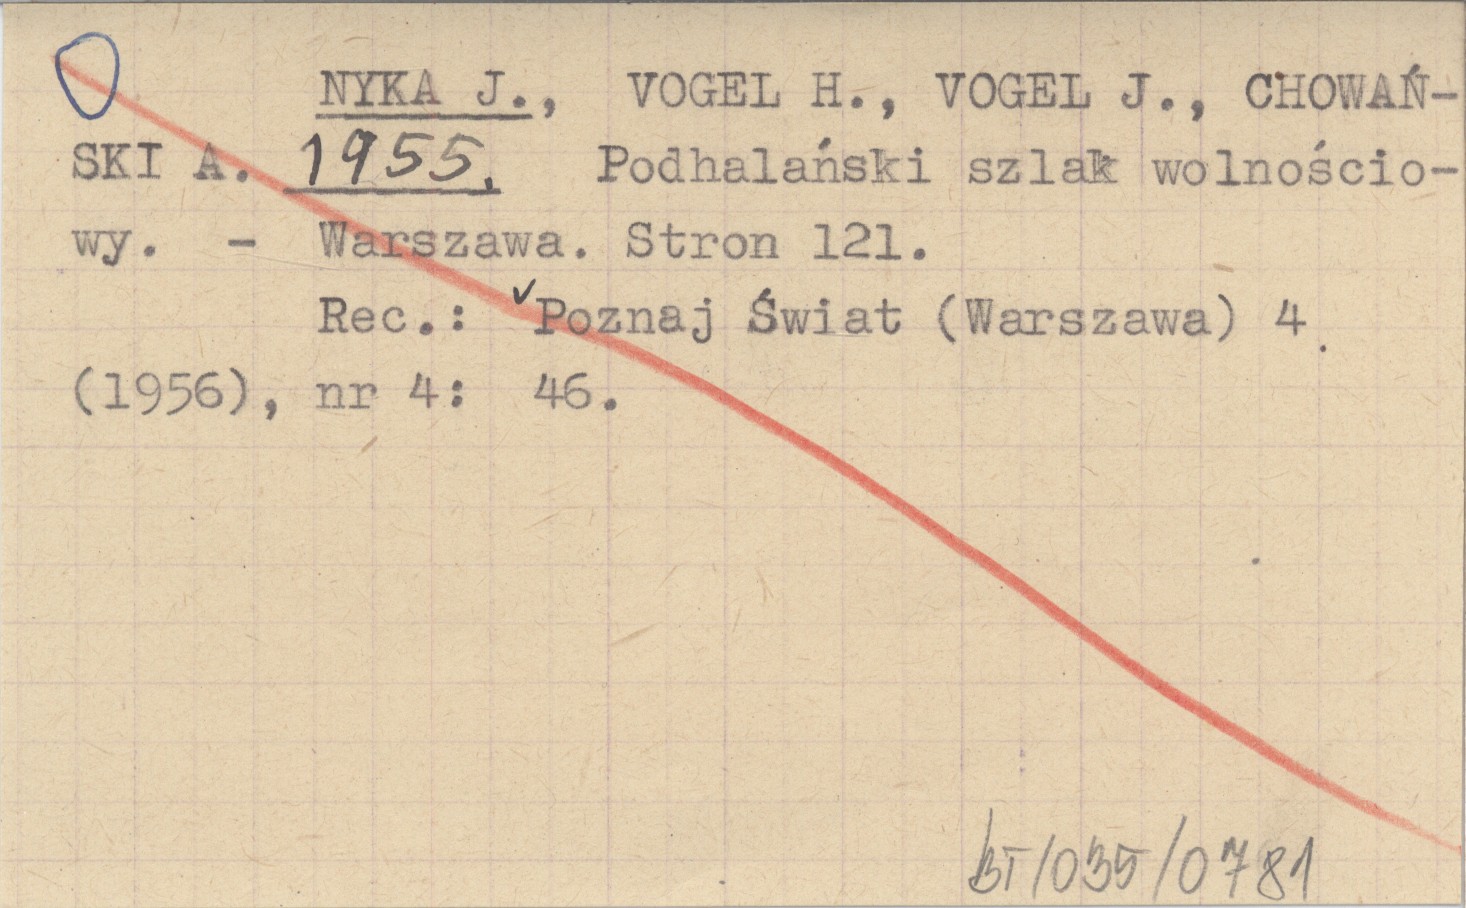 NYKA J., VOGEL H., VOGEL J., CHOWAŃ-
SKI A. 1955. Podhalański szlak wolnościo-
wy. - Warszawa. Stron 121.
Rec.: Poznaj Świat (Warszawa) 4
(1956), nr 4: 46.
BT/035/0781